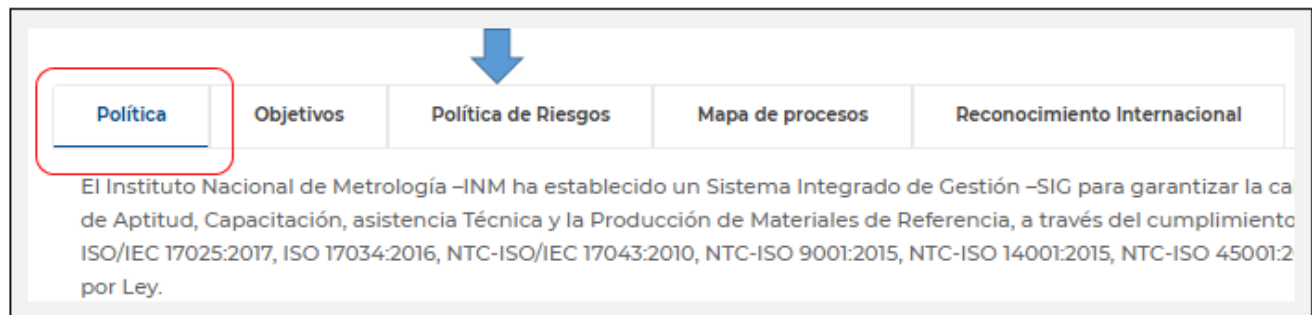 Política Objetivos Política de Riesgos Mapa de procesos Reconocimiento Internacional
El Instituto Nacional de Metrología –INM ha establecido un Sistema Integrado de Gestión –SIG para garantizar la ca
de Aptitud, Capacitación, asistencia Técnica y la Producción de Materiales de Referencia, a través del cumplimiento
ISO/IEC 17025:2017, ISO 17034:2016, NTC-ISO/IEC 17043:2010, NTC-ISO 9001:2015, NTC-ISO 14001:2015, NTC-ISO 45001:2
por Ley.